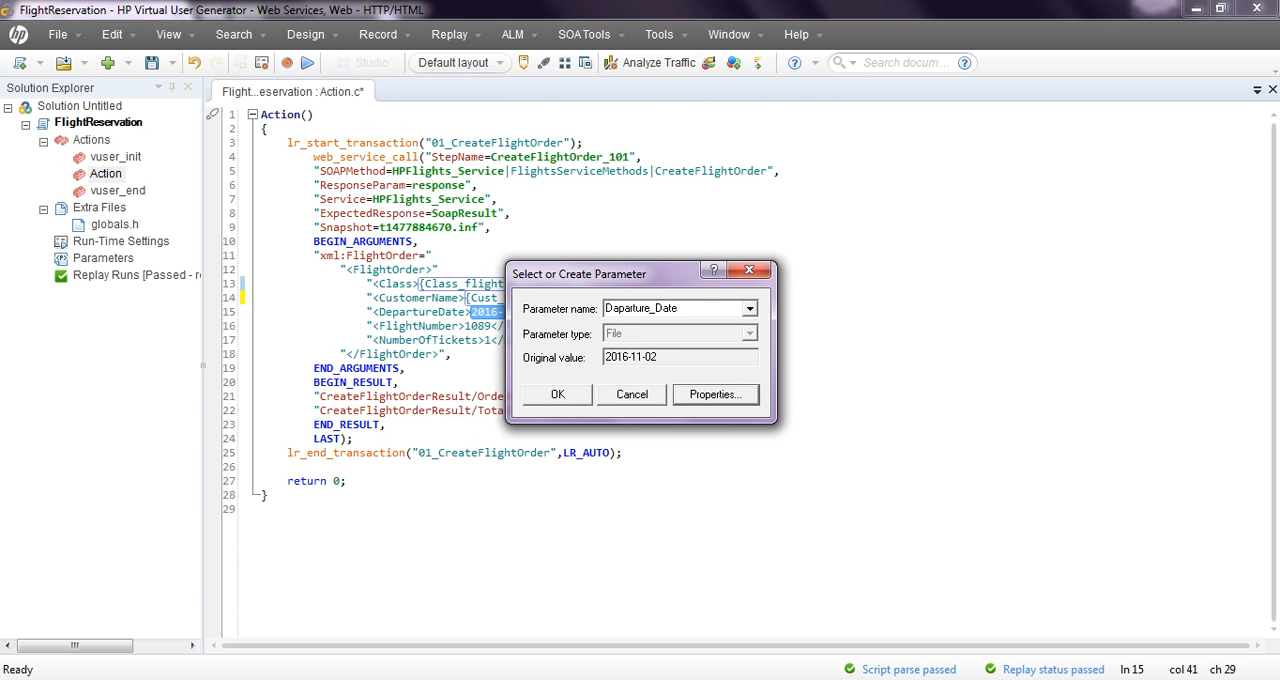 FlightReservation - HP Virtual User Generator - Web Services, Web - HTTP/HTML
hp File Edit View Search Design Record Replay ALM SOA Tools Tools Window Help
Studio Default layout Analyze Traffic Search docum...
Solution Explorer
Flight...eservation : Action.c*
Solution Untitled
FlightReservation
Actions
vuser_init
Action
vuser_end
Extra Files
globals.h
Run-Time Settings
Parameters
Replay Runs [Passed - r
1 Action()
2 {
3 lr_start_transaction("01_CreateFlightOrder");
4 web_service_call("StepName=CreateFlightOrder_101",
5 "SOAPMethod=HPFlights_Service|FlightsServiceMethods|CreateFlightOrder",
6 "ResponseParam=response",
7 "Service=HPFlights_Service",
8 "ExpectedResponse=SoapResult",
9 "Snapshot=t1477884670.inf",
10 BEGIN_ARGUMENTS,
11 "xml:FlightOrder="
12 "<FlightOrder>"
13 "<Class>{Class_flight
14 "<CustomerName>{Cust_
15 "<DepartureDate>2016-
16 "<FlightNumber>1089</
17 "<NumberOfTickets>1</
18 "</FlightOrder>",
19 END_ARGUMENTS,
20 BEGIN_RESULT,
21 "CreateFlightOrderResult/Orde
22 "CreateFlightOrderResult/Tota
23 END_RESULT,
24 LAST);
25 lr_end_transaction("01_CreateFlightOrder",LR_AUTO);
26
27 return 0;
28 }
29
Select or Create Parameter
Parameter name: Daparture_Date
Parameter type: File
Original value: 2016-11-02
OK Cancel Properties...
Ready
Script parse passed Replay status passed ln 15 col 41 ch 29